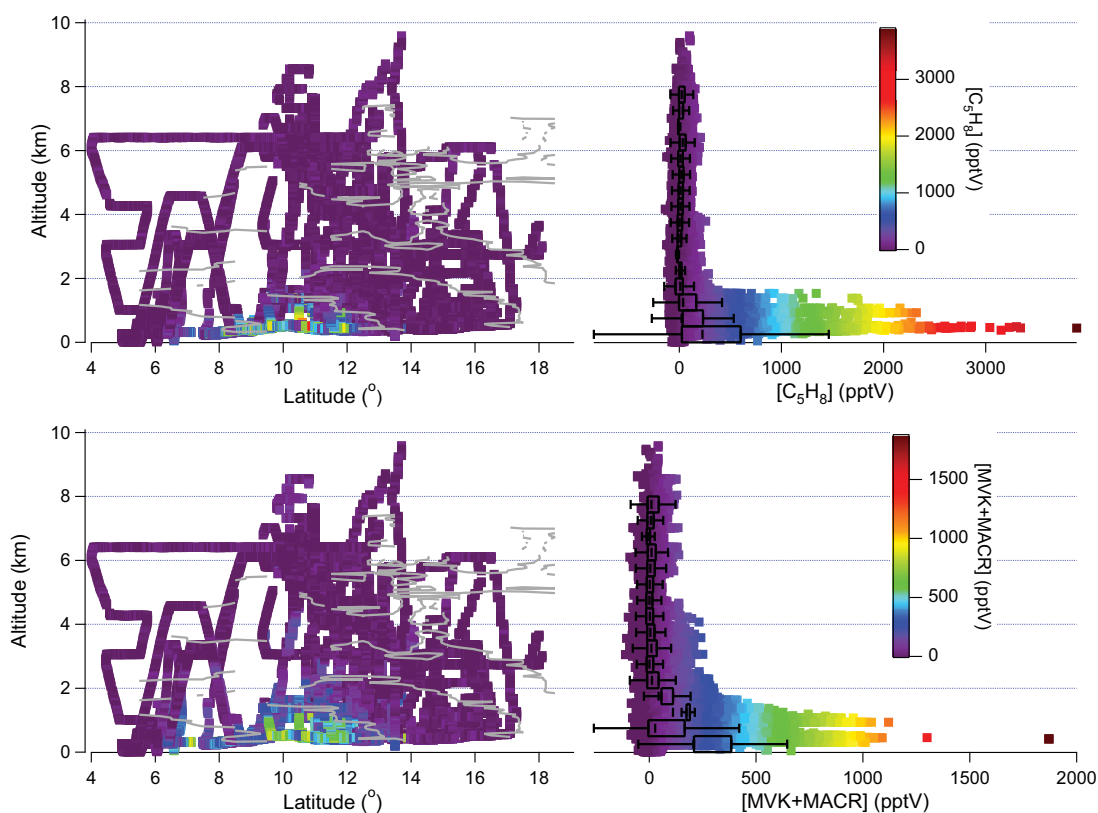 10
8
6
4
2
0
Altitude (km)
4 6 8 10 12 14 16 18
Latitude (o)
0 1000 2000 3000
[C5H8] (pptV)
3000
2000
1000
0
[C5H8] (pptV)
10
8
6
4
2
0
Altitude (km)
4 6 8 10 12 14 16 18
Latitude (o)
0 500 1000 1500 2000
[MVK+MACR] (pptV)
1500
1000
500
0
[MVK+MACR] (pptV)